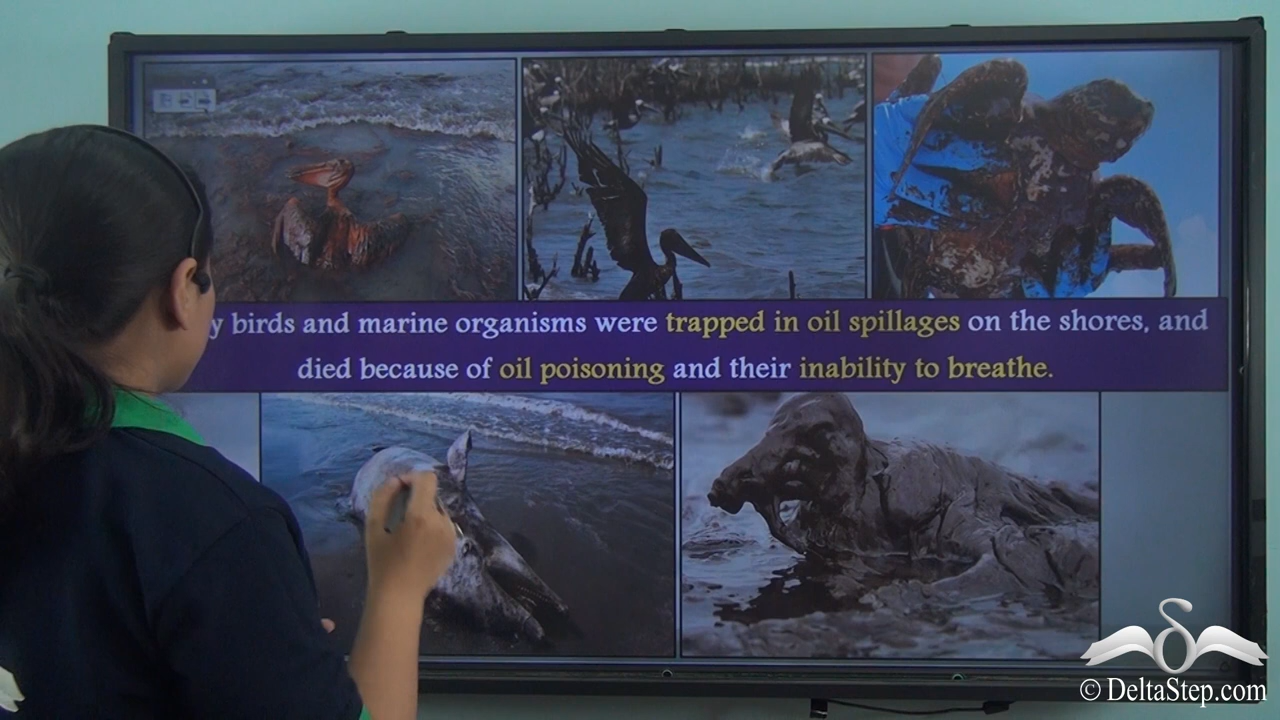 y birds and marine organisms were trapped in oil spillages on the shores, and
died because of oil poisoning and their inability to breathe.
© DeltaStep.com